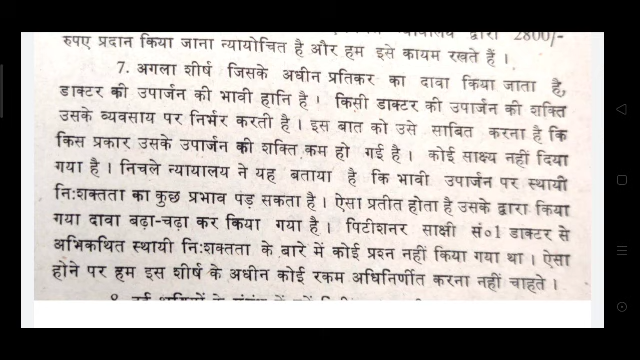 द्वारा 2800/-
रुपए प्रदान किया जाना न्यायोचित है और हम इसे कायम रखते हैं ।
7. अगला शीर्ष जिसके अधीन प्रतिकर का दावा किया जाता है,
डाक्टर की उपार्जन की भावी हानि है । किसी डाक्टर की उपार्जन की शक्ति
उसके व्यवसाय पर निर्भर करती है । इस बात को उसे साबित करना है कि
किस प्रकार उसके उपार्जन की शक्ति कम हो गई है । कोई साक्ष्य नहीं दिया
गया है । निचले न्यायालय ने यह बताया है कि भावी उपार्जन पर स्थायी
नि:शक्तता का कुछ प्रभाव पड़ सकता है । ऐसा प्रतीत होता है उसके द्वारा किया
गया दावा बढ़ा-चढ़ा कर किया गया है । पिटीशनर साक्षी सं०1 डाक्टर से
अभिकथित स्थायी नि:शक्तता के बारे में कोई प्रश्न नहीं किया गया था । ऐसा
होने पर हम इस शीर्ष के अधीन कोई रकम अधिनिर्णीत करना नहीं चाहते ।